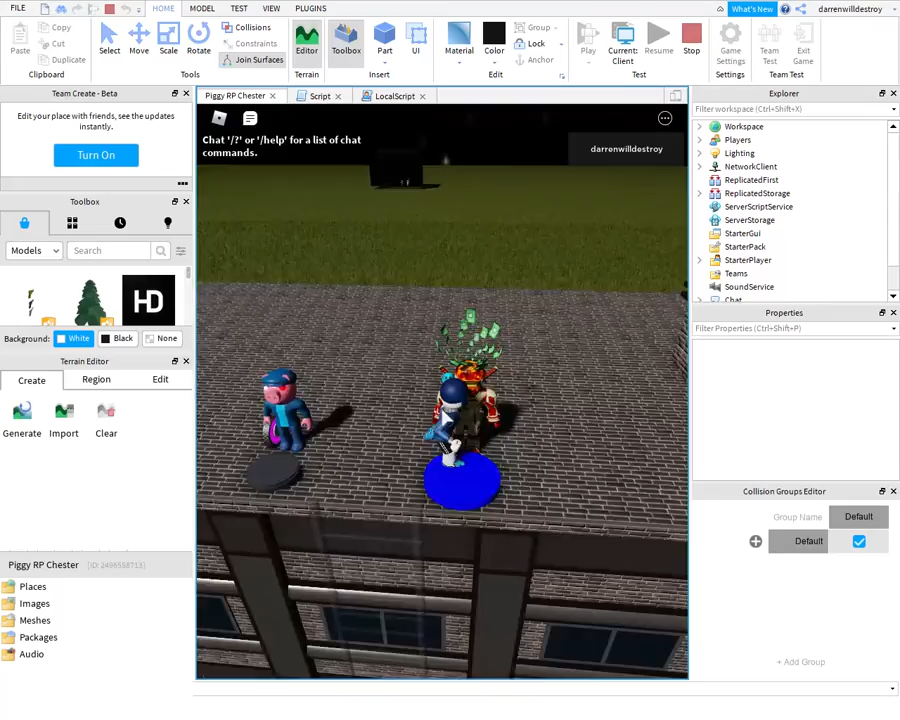 FILE HOME MODEL TEST VIEW PLUGINS What's New darrenwilldestroy
Paste Copy Cut Duplicate Select Move Scale Rotate Collisions Constraints Join Surfaces Editor Toolbox Part UI Material Color Group Lock Anchor Play Current: Client Resume Stop Game Settings Team Test Exit Game
Clipboard Tools Terrain Insert Edit Test Settings Team Test
Team Create - Beta
Edit your place with friends, see the updates
instantly.
Turn On
Toolbox
Models Search
HD
Background: White Black None
Terrain Editor
Create Region Edit
Generate Import Clear
Piggy RP Chester [ID: 2496558713]
Places
Images
Meshes
Packages
Audio
Piggy RP Chester Script LocalScript
Chat '/?' or '/help' for a list of chat
commands.
darrenwilldestroy
Explorer
Filter workspace (Ctrl+Shift+X)
Workspace
Players
Lighting
NetworkClient
ReplicatedFirst
ReplicatedStorage
ServerScriptService
ServerStorage
StarterGui
StarterPack
StarterPlayer
Teams
SoundService
Chat
Properties
Filter Properties (Ctrl+Shift+P)
Collision Groups Editor
Group Name Default
Default
+ Add Group